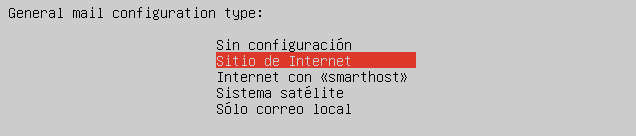 General mail configuration type:
Sin configuración
Sitio de Internet
Internet con «smarthost»
Sistema satélite
Sólo correo local